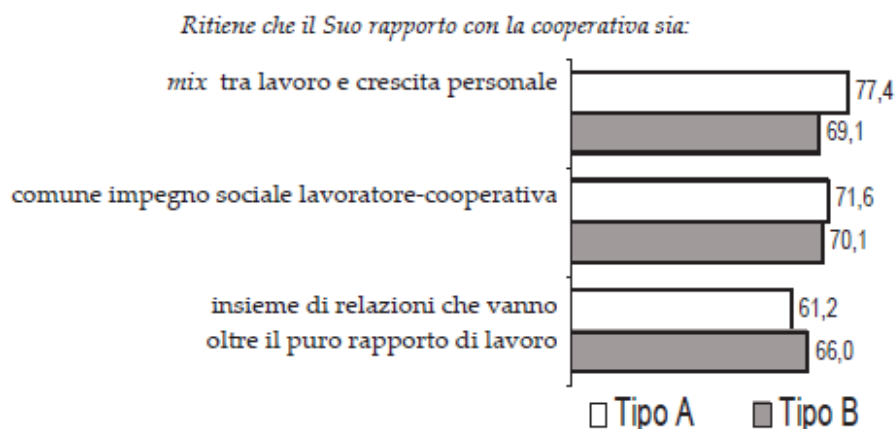 Ritiene che il Suo rapporto con la cooperativa sia:
mix tra lavoro e crescita personale
77,4
69,1
comune impegno sociale lavoratore-cooperativa
71,6
70,1
insieme di relazioni che vanno
oltre il puro rapporto di lavoro
61,2
66,0
Tipo A
Tipo B